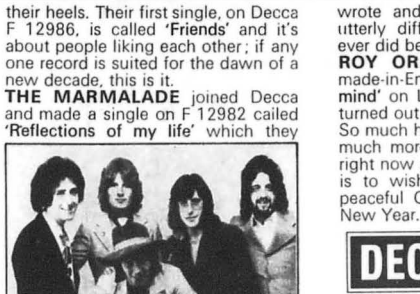 their heels. Their first single, on Decca
F 12986, is called 'Friends' and it's
about people liking each other; if any
one record is suited for the dawn of a
new decade, this is it.
THE MARMALADE joined Decca
and made a single on F 12982 cailed
'Reflections of my life' which they
wrote and
utterly diff
ever did be
ROY OR
made-in-En
mind' on L
turned out
So much h
much mor
right now
is to wish
peaceful C
New Year.
DEC